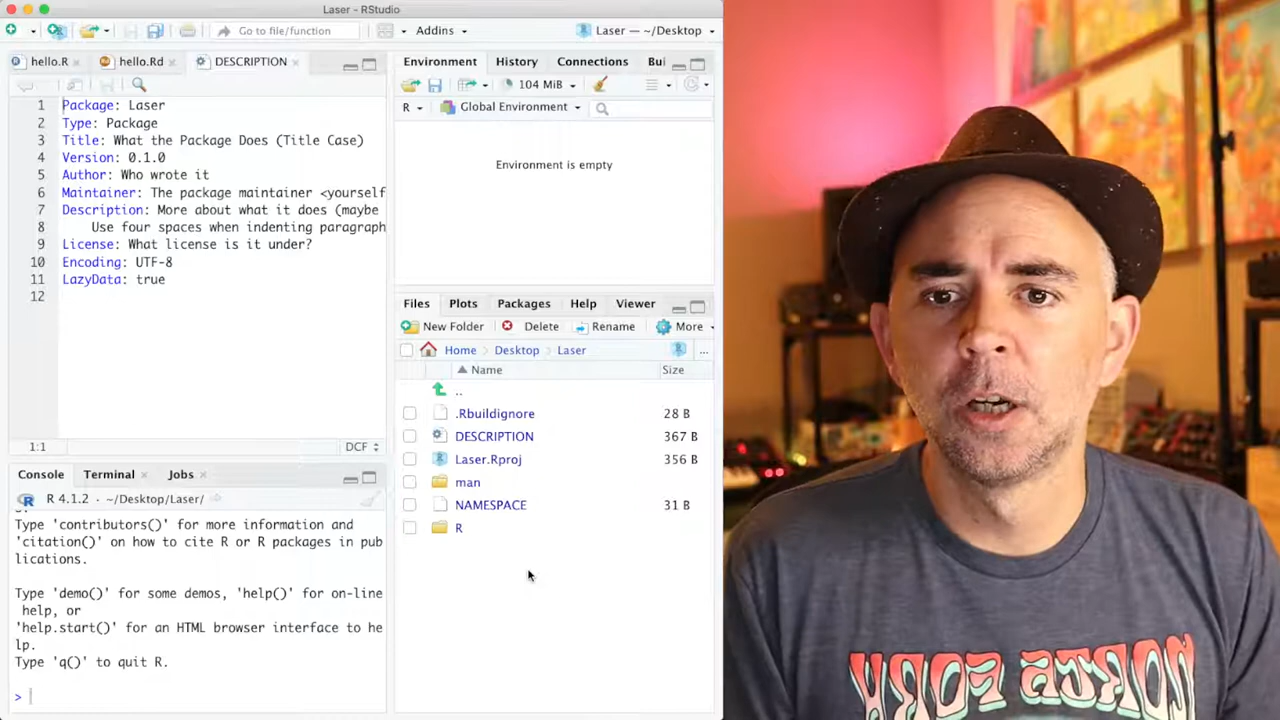 Laser - RStudio
Go to file/function
Addins
Laser — ~/Desktop
hello.R
hello.Rd
DESCRIPTION
1 Package: Laser
2 Type: Package
3 Title: What the Package Does (Title Case)
4 Version: 0.1.0
5 Author: Who wrote it
6 Maintainer: The package maintainer <yourself
7 Description: More about what it does (maybe
8 Use four spaces when indenting paragraph
9 License: What license is it under?
10 Encoding: UTF-8
11 LazyData: true
12
1:1
DCF
Console
Terminal
Jobs
R 4.1.2 · ~/Desktop/Laser/
Type 'contributors()' for more information and
'citation()' on how to cite R or R packages in pub
lications.
Type 'demo()' for some demos, 'help()' for on-line
help, or
'help.start()' for an HTML browser interface to he
lp.
Type 'q()' to quit R.
>
Environment
History
Connections
Bui
104 MiB
R
Global Environment
Environment is empty
Files
Plots
Packages
Help
Viewer
New Folder
Delete
Rename
More
Home
Desktop
Laser
...
Name
Size
..
.Rbuildignore 28 B
DESCRIPTION 367 B
Laser.Rproj 356 B
man
NAMESPACE 31 B
R